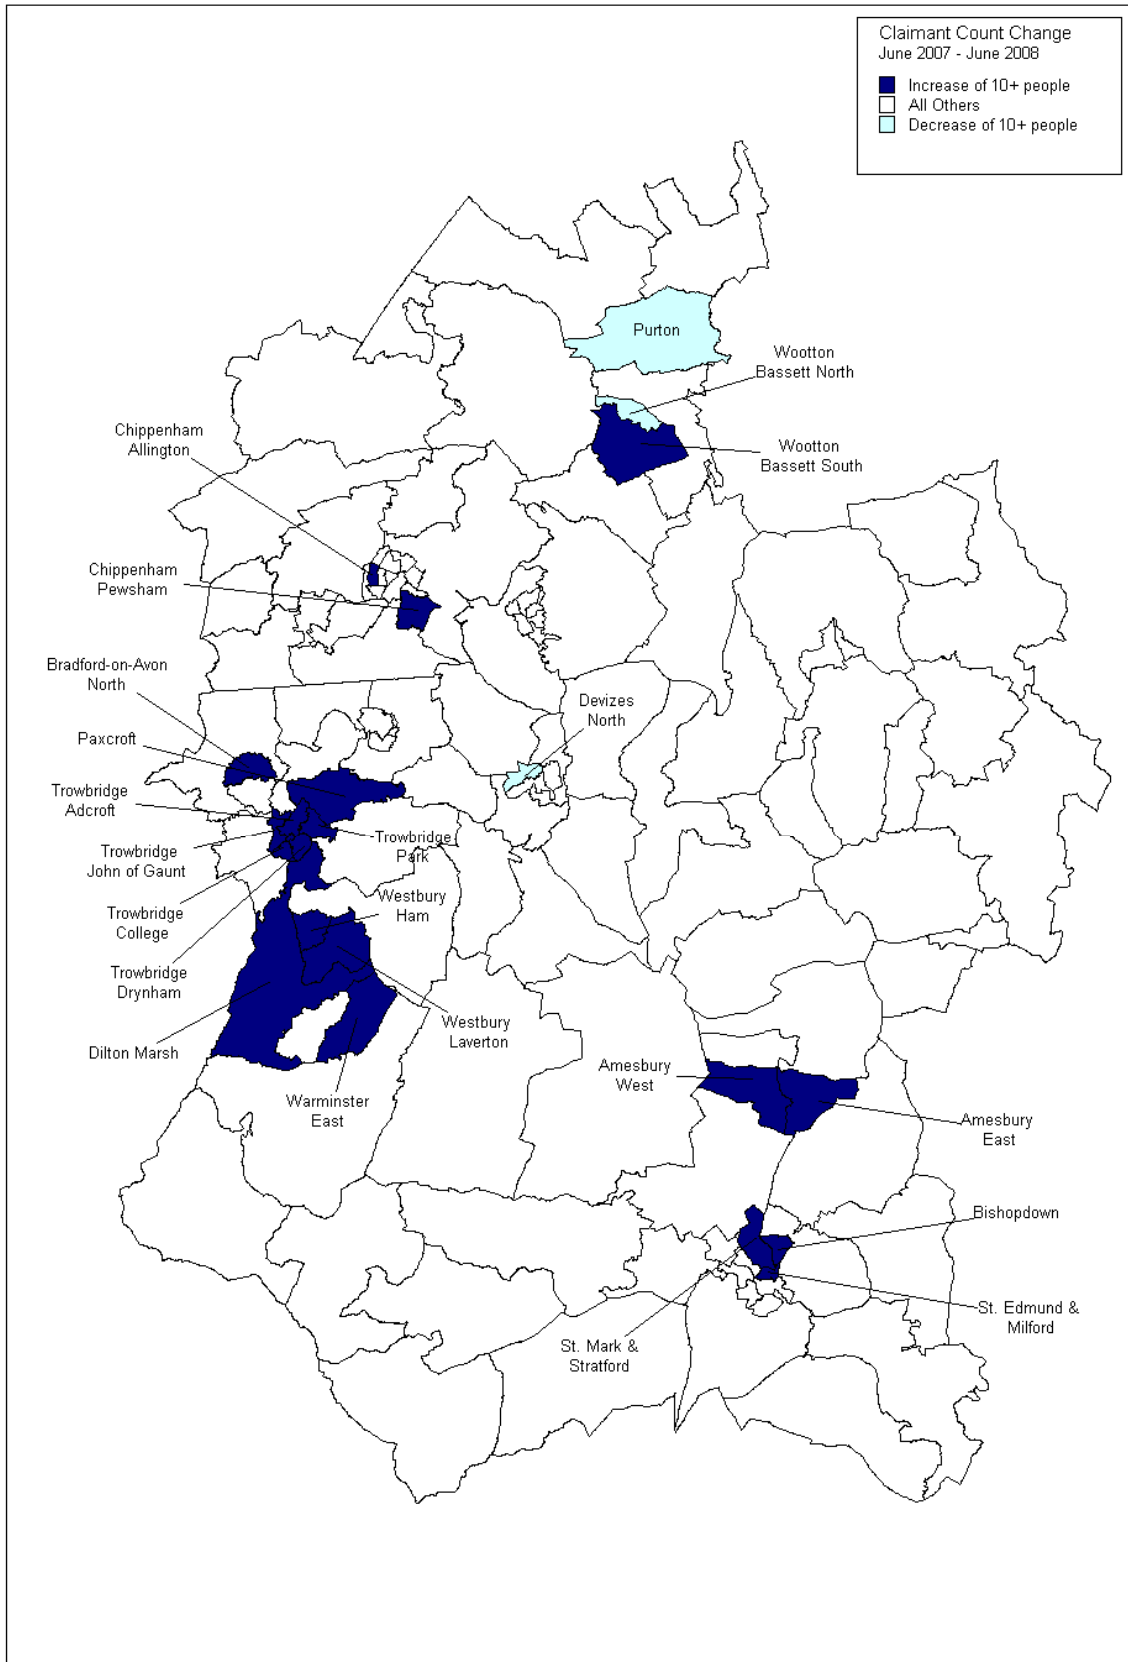 Claimant Count Change
June 2007 - June 2008
Increase of 10+ people
All Others
Decrease of 10+ people
Purton
Wootton
Bassett North
Chippenham
Allington
Wootton
Bassett South
Chippenham
Pewsham
Bradford-on-Avon
North
Devizes
North
Paxcroft
Trowbridge
Adcroft
Trowbridge
Park
Trowbridge
John of Gaunt
Westbury
Ham
Trowbridge
College
Trowbridge
Drynham
Westbury
Laverton
Dilton Marsh
Amesbury
West
Warminster
East
Amesbury
East
Bishopdown
St. Edmund &
Milford
St. Mark &
Stratford